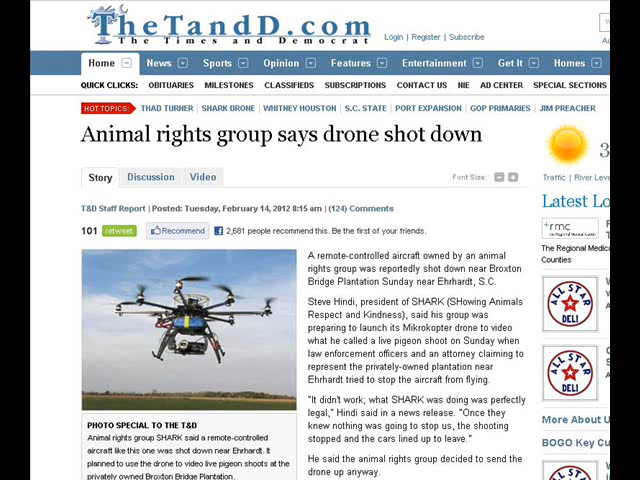 TheTandD.com
The Times and Democrat
Login | Register | Subscribe
Home News Sports Opinion Features Entertainment Get It Homes
QUICK CLICKS: OBITUARIES MILESTONES CLASSIFIEDS SUBSCRIPTIONS CONTACT US NIE AD CENTER SPECIAL SECTIONS
HOT TOPICS: THAD TURNER | SHARK DRONE | WHITNEY HOUSTON | S.C. STATE | PORT EXPANSION | GOP PRIMARIES | JIM PREACHER
Animal rights group says drone shot down
Story Discussion Video
Font Size:
T&D Staff Report | Posted: Tuesday, February 14, 2012 8:15 am | (124) Comments
101 retweet Recommend 2,681 people recommend this. Be the first of your friends.
A remote-controlled aircraft owned by an animal
rights group was reportedly shot down near Broxton
Bridge Plantation Sunday near Ehrhardt, S.C.
Steve Hindi, president of SHARK (SHowing Animals
Respect and Kindness), said his group was
preparing to launch its Mikrokopter drone to video
what he called a live pigeon shoot on Sunday when
law enforcement officers and an attorney claiming to
represent the privately-owned plantation near
Ehrhardt tried to stop the aircraft from flying.
"It didn't work; what SHARK was doing was perfectly
legal," Hindi said in a news release. "Once they
knew nothing was going to stop us, the shooting
stopped and the cars lined up to leave."
He said the animal rights group decided to send the
drone up anyway.
PHOTO SPECIAL TO THE T&D
Animal rights group SHARK said a remote-controlled
aircraft like this one was shot down near Ehrhardt. It
planned to use the drone to video live pigeon shoots at the
privately owned Broxton Bridge Plantation.
3
Traffic | River Leve
Latest Lo
rmc
The Regional Medica
Counties
ALL STAR
DELI
ALL STAR
DELI
More About U
BOGO Key Cu
ALL STAR